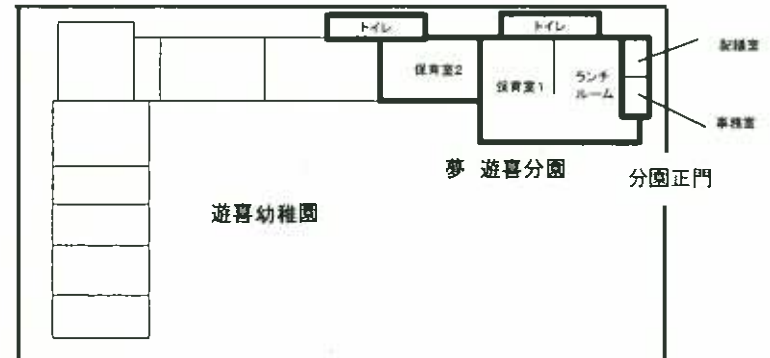 トイレ
トイレ
保育室2
保育室1
ランチ
ルーム
配膳室
事務室
夢 遊喜分園
分園正門
遊喜幼稚園